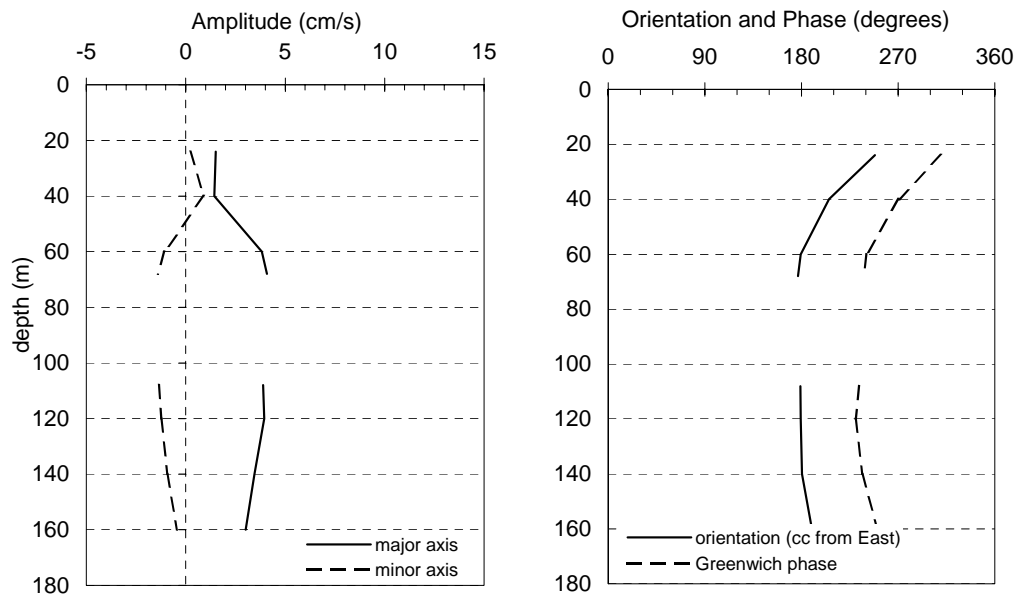 Amplitude (cm/s)
-5 0 5 10 15
0
20
40
60
80
100
120
140
160
180
depth (m)
major axis
minor axis
Orientation and Phase (degrees)
0 90 180 270 360
0
20
40
60
80
100
120
140
160
180
orientation (cc from East)
Greenwich phase